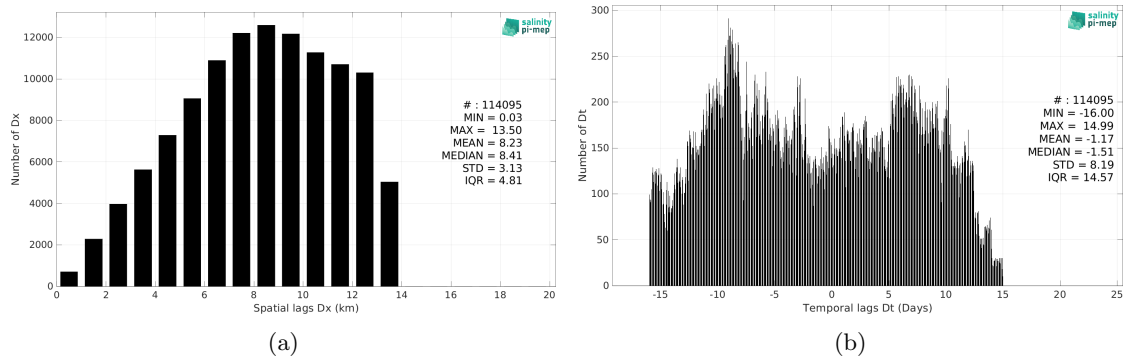 salinity
pi-mep
12000
10000
8000
6000
4000
2000
0
Number of Dx
# : 114095
MIN = 0.03
MAX = 13.50
MEAN = 8.23
MEDIAN = 8.41
STD = 3.13
IQR = 4.81
0 2 4 6 8 10 12 14 16 18 20
Spatial lags Dx (km)
(a)
salinity
pi-mep
300
250
200
150
100
50
0
Number of Dt
# : 114095
MIN = -16.00
MAX = 14.99
MEAN = -1.17
MEDIAN = -1.51
STD = 8.19
IQR = 14.57
-15 -10 -5 0 5 10 15 20 25
Temporal lags Dt (Days)
(b)